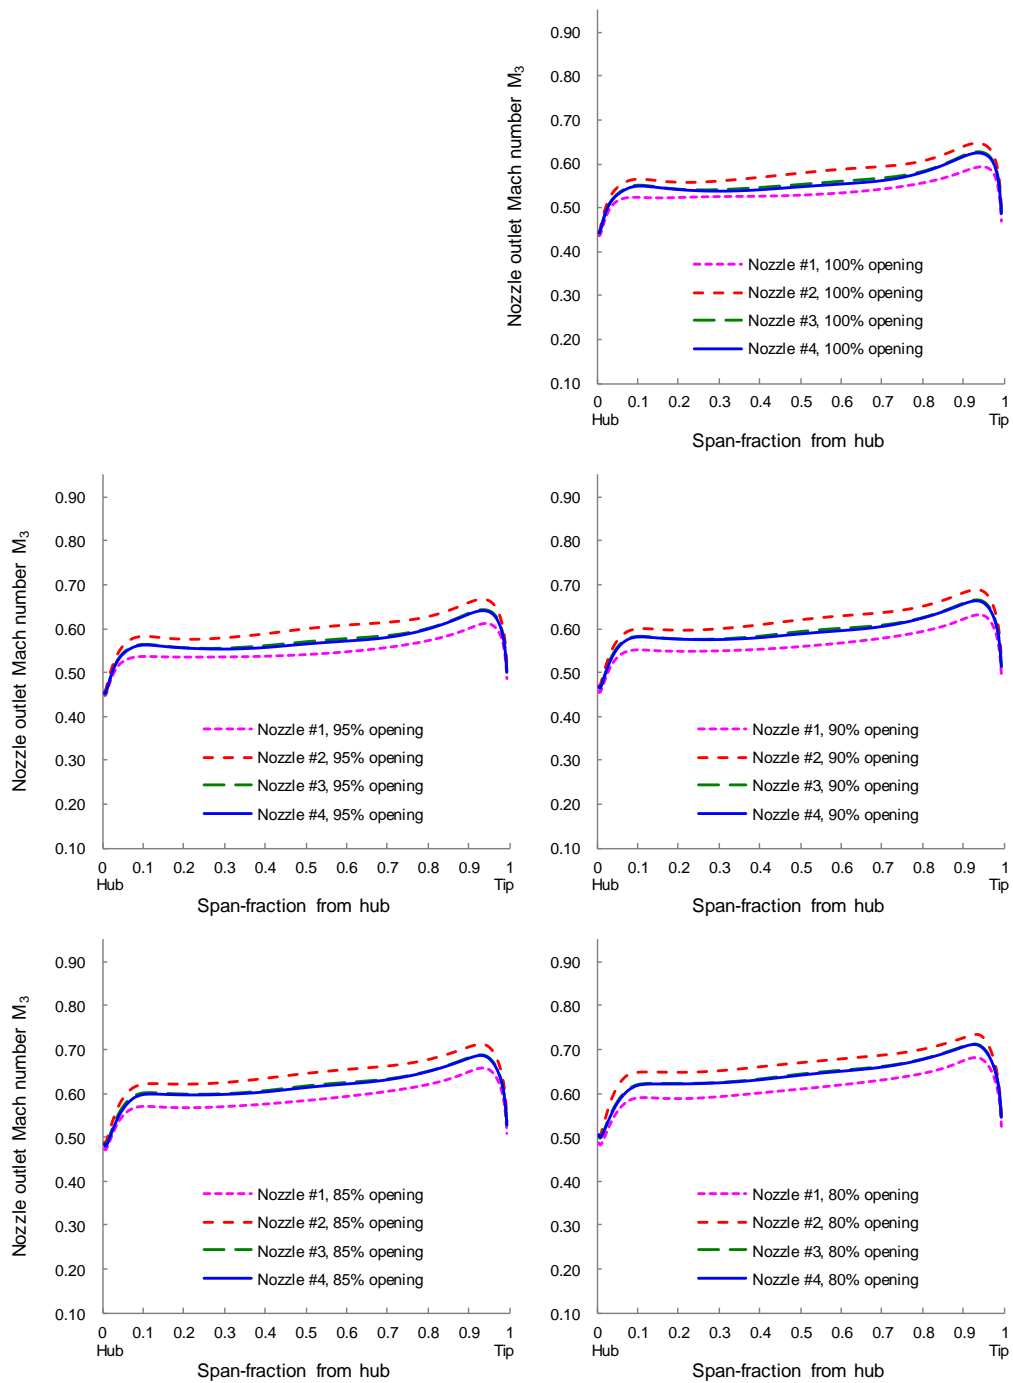 Nozzle outlet Mach number M₃
0.90
0.80
0.70
0.60
0.50
0.40
0.30
0.20
0.10
Nozzle #1, 100% opening
Nozzle #2, 100% opening
Nozzle #3, 100% opening
Nozzle #4, 100% opening
0 0.1 0.2 0.3 0.4 0.5 0.6 0.7 0.8 0.9 1
Hub Tip
Span-fraction from hub
Nozzle outlet Mach number M₃
0.90
0.80
0.70
0.60
0.50
0.40
0.30
0.20
0.10
Nozzle #1, 95% opening
Nozzle #2, 95% opening
Nozzle #3, 95% opening
Nozzle #4, 95% opening
0 0.1 0.2 0.3 0.4 0.5 0.6 0.7 0.8 0.9 1
Hub Tip
Span-fraction from hub
0.90
0.80
0.70
0.60
0.50
0.40
0.30
0.20
0.10
Nozzle #1, 90% opening
Nozzle #2, 90% opening
Nozzle #3, 90% opening
Nozzle #4, 90% opening
0 0.1 0.2 0.3 0.4 0.5 0.6 0.7 0.8 0.9 1
Hub Tip
Span-fraction from hub
Nozzle outlet Mach number M₃
0.90
0.80
0.70
0.60
0.50
0.40
0.30
0.20
0.10
Nozzle #1, 85% opening
Nozzle #2, 85% opening
Nozzle #3, 85% opening
Nozzle #4, 85% opening
0 0.1 0.2 0.3 0.4 0.5 0.6 0.7 0.8 0.9 1
Hub Tip
Span-fraction from hub
0.90
0.80
0.70
0.60
0.50
0.40
0.30
0.20
0.10
Nozzle #1, 80% opening
Nozzle #2, 80% opening
Nozzle #3, 80% opening
Nozzle #4, 80% opening
0 0.1 0.2 0.3 0.4 0.5 0.6 0.7 0.8 0.9 1
Hub Tip
Span-fraction from hub